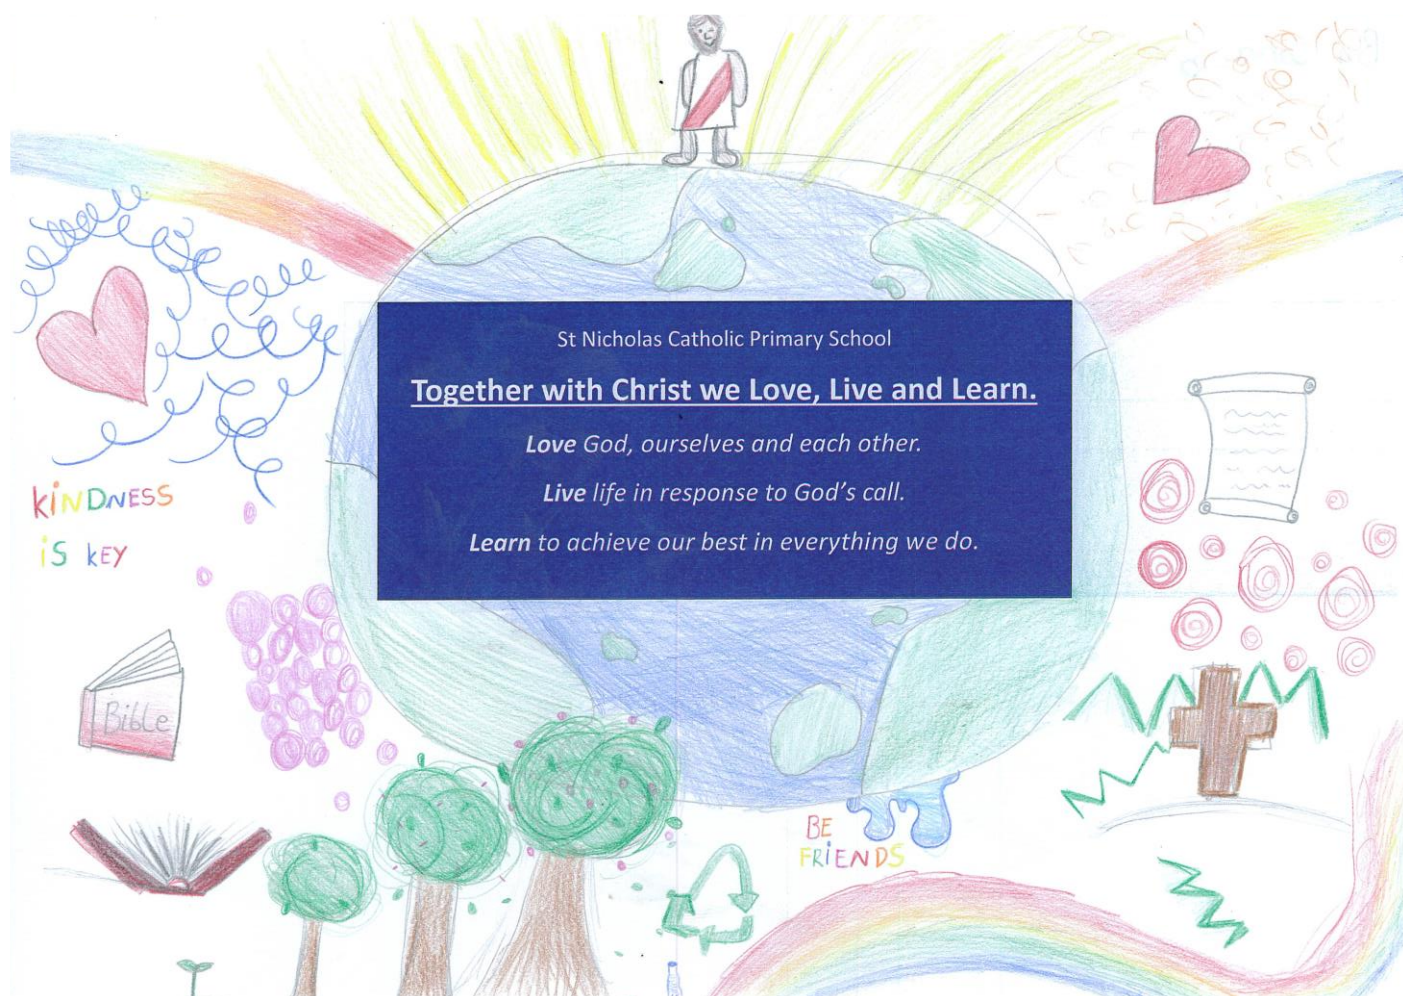 St Nicholas Catholic Primary School
Together with Christ we Love, Live and Learn.
Love God, ourselves and each other.
Live life in response to God's call.
Learn to achieve our best in everything we do.
KiNDNESS
iS KEY
Bible
BE
FRiENDS